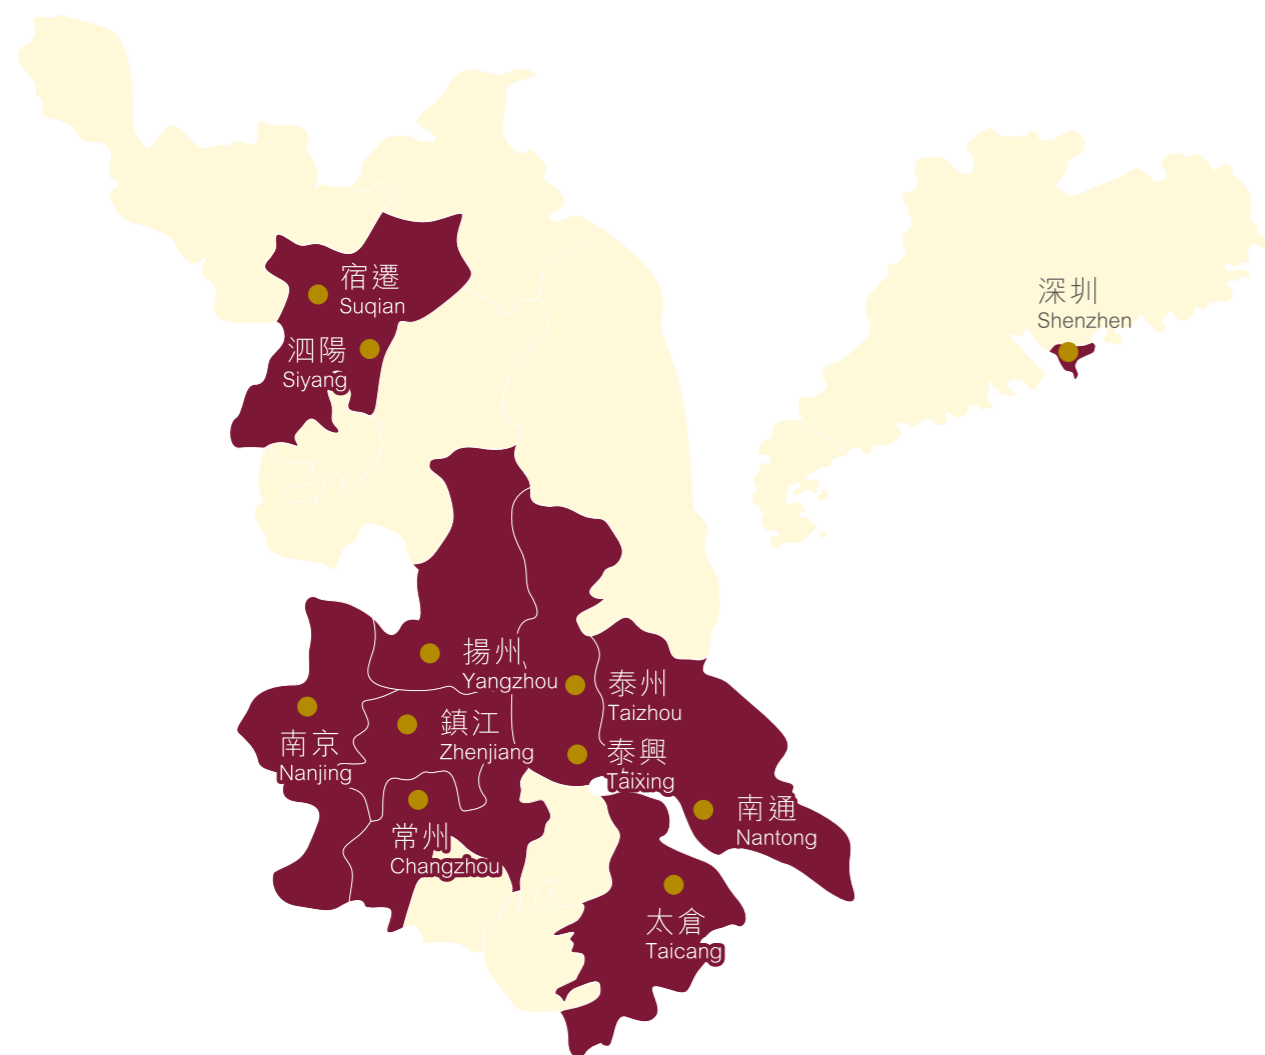 宿遷
Suqian
深圳
Shenzhen
泗陽
Siyang
揚州
Yangzhou
泰州
Taizhou
鎮江
Zhenjiang
南京
Nanjing
泰興
Taixing
南通
Nantong
常州
Changzhou
太倉
Taicang